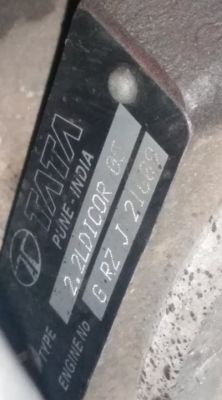 TATA
PUNE - INDIA
TYPE 2.2LDICOR
ENGINE No G RZ J